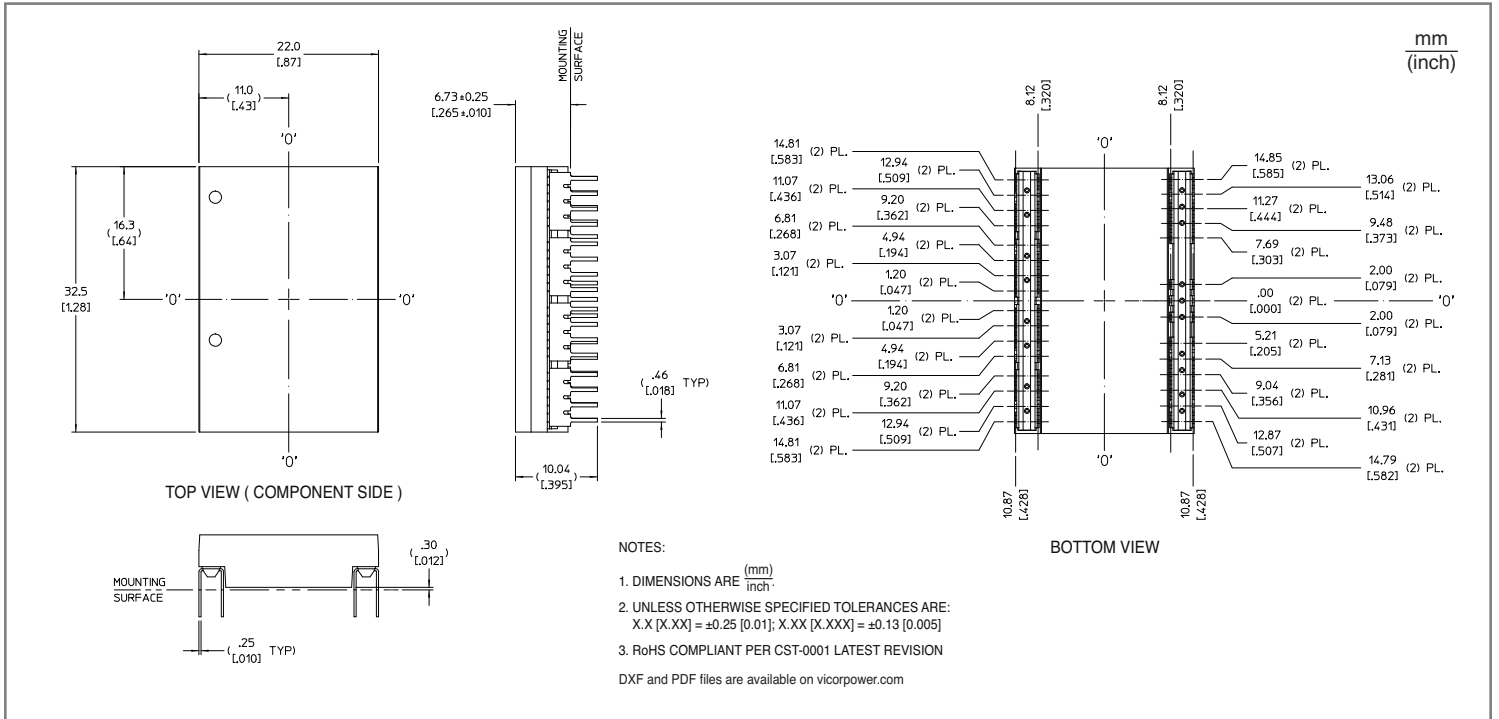 mm
(inch)
22.0
[.87]
(11.0
[.43])
'0'
(16.3
[.64])
32.5
[1.28]
'0'
'0'
'0'
TOP VIEW ( COMPONENT SIDE )
MOUNTING
SURFACE
6.73±0.25
[.265±.010]
(.46
[.018] TYP)
(10.04
[.395])
MOUNTING
SURFACE
(.30
[.012])
(.25
[.010] TYP)
8.12
[.320]
8.12
[.320]
'0'
14.81
[.583] (2) PL.
12.94
[.509] (2) PL.
11.07
[.436] (2) PL.
9.20
[.362] (2) PL.
6.81
[.268] (2) PL.
4.94
[.194] (2) PL.
3.07
[.121] (2) PL.
1.20
[.047] (2) PL.
'0'
1.20
[.047] (2) PL.
3.07
[.121] (2) PL.
4.94
[.194] (2) PL.
6.81
[.268] (2) PL.
9.20
[.362] (2) PL.
11.07
[.436] (2) PL.
12.94
[.509] (2) PL.
14.81
[.583] (2) PL.
14.85
[.585] (2) PL.
13.06
[.514] (2) PL.
11.27
[.444] (2) PL.
9.48
[.373] (2) PL.
7.69
[.303] (2) PL.
2.00
[.079] (2) PL.
.00
[.000] (2) PL.
'0'
2.00
[.079] (2) PL.
5.21
[.205] (2) PL.
7.13
[.281] (2) PL.
9.04
[.356] (2) PL.
10.96
[.431] (2) PL.
12.87
[.507] (2) PL.
14.79
[.582] (2) PL.
'0'
10.87
[.428]
10.87
[.428]
BOTTOM VIEW
NOTES:
1. DIMENSIONS ARE (mm)
inch.
2. UNLESS OTHERWISE SPECIFIED TOLERANCES ARE:
X.X [X.XX] = ±0.25 [0.01]; X.XX [X.XXX] = ±0.13 [0.005]
3. RoHS COMPLIANT PER CST-0001 LATEST REVISION
DXF and PDF files are available on vicorpower.com